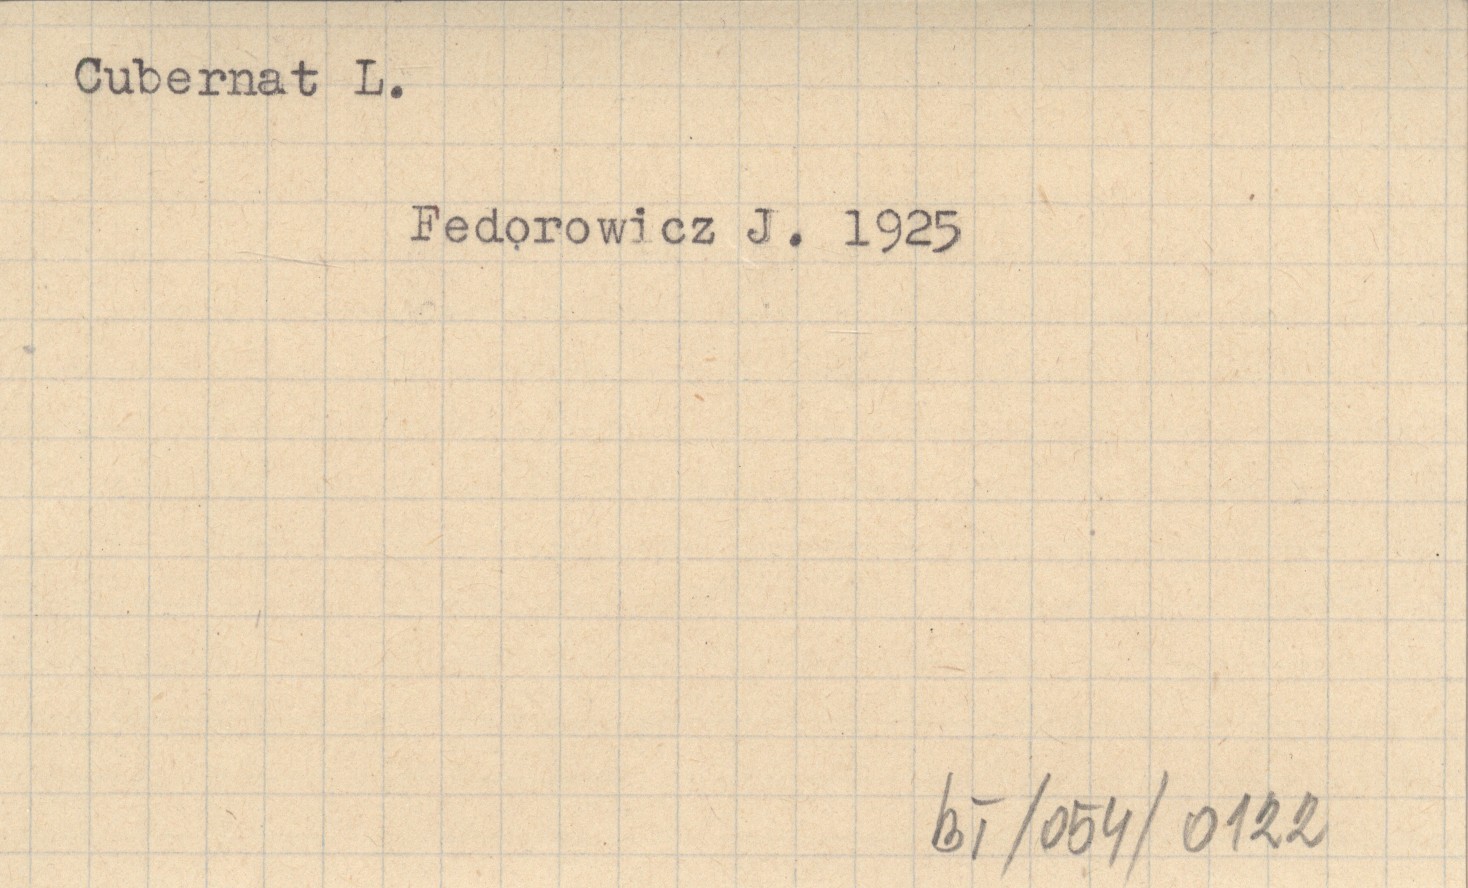 Cubernat L.
Fedorowicz J. 1925
bI/054/0122